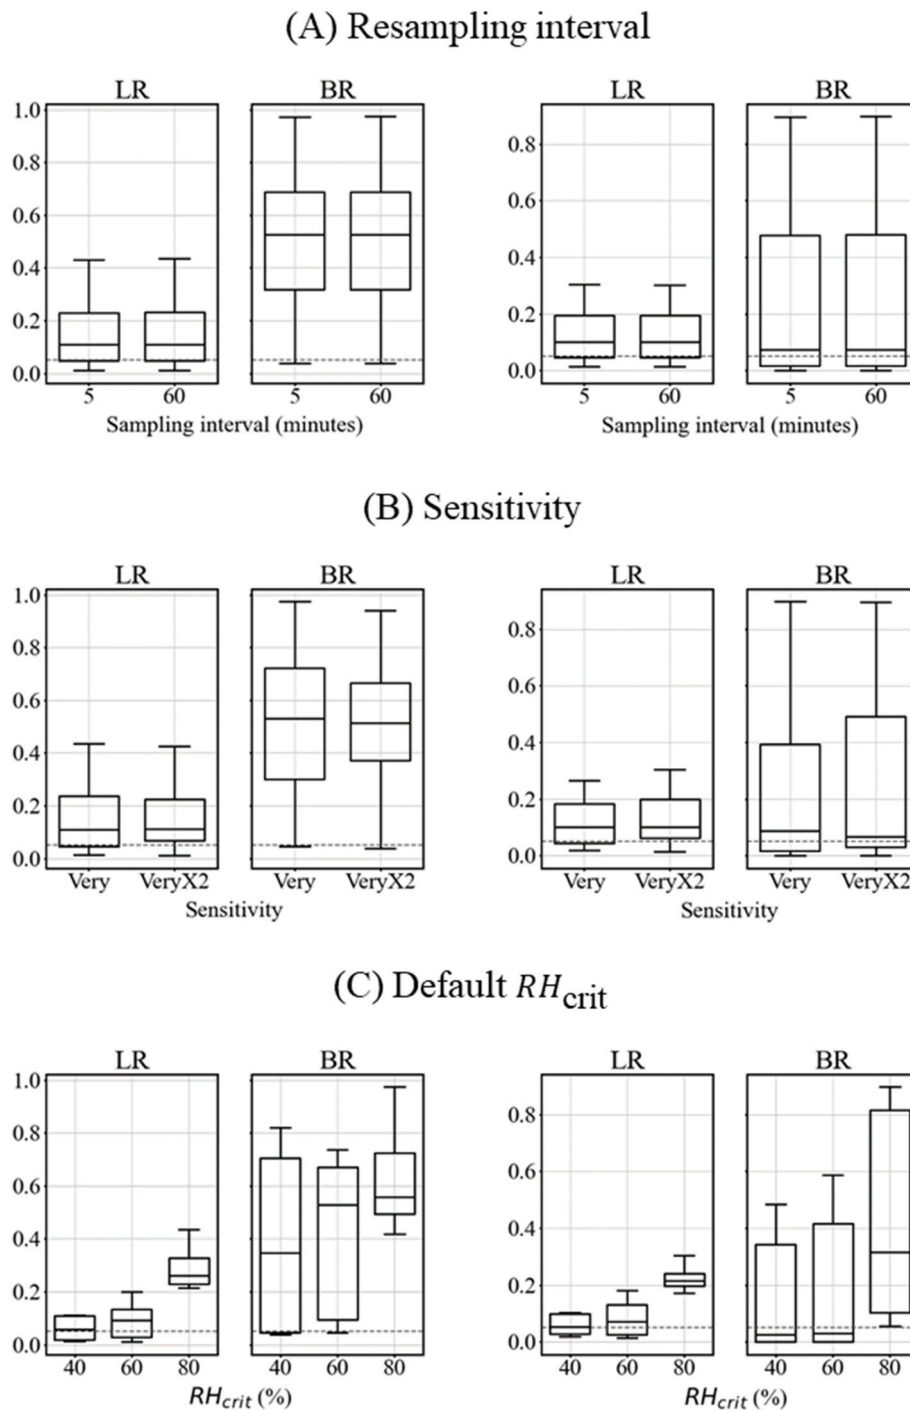 (A) Resampling interval
LR BR LR BR
1.0
0.8 0.8
0.6 0.6
0.4 0.4
0.2 0.2
0.0 0.0
5 60 5 60 5 60 5 60
Sampling interval (minutes) Sampling interval (minutes)
(B) Sensitivity
LR BR LR BR
1.0
0.8 0.8
0.6 0.6
0.4 0.4
0.2 0.2
0.0 0.0
Very VeryX2 Very VeryX2 Very VeryX2 Very VeryX2
Sensitivity Sensitivity
(C) Default RHcrit
LR BR LR BR
1.0
0.8 0.8
0.6 0.6
0.4 0.4
0.2 0.2
0.0 0.0
40 60 80 40 60 80 40 60 80 40 60 80
RHcrit (%) RHcrit (%)